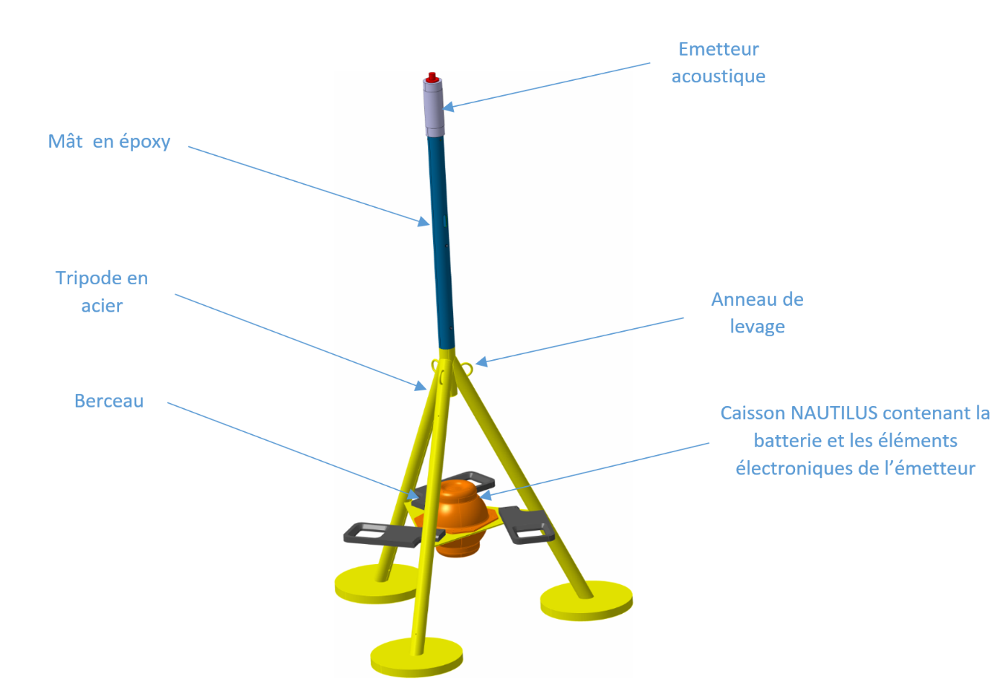 Emetteur
acoustique
Mât  en époxy
Tripode en
acier
Anneau de
levage
Berceau
Caisson NAUTILUS contenant la
batterie et les éléments
électroniques de l’émetteur